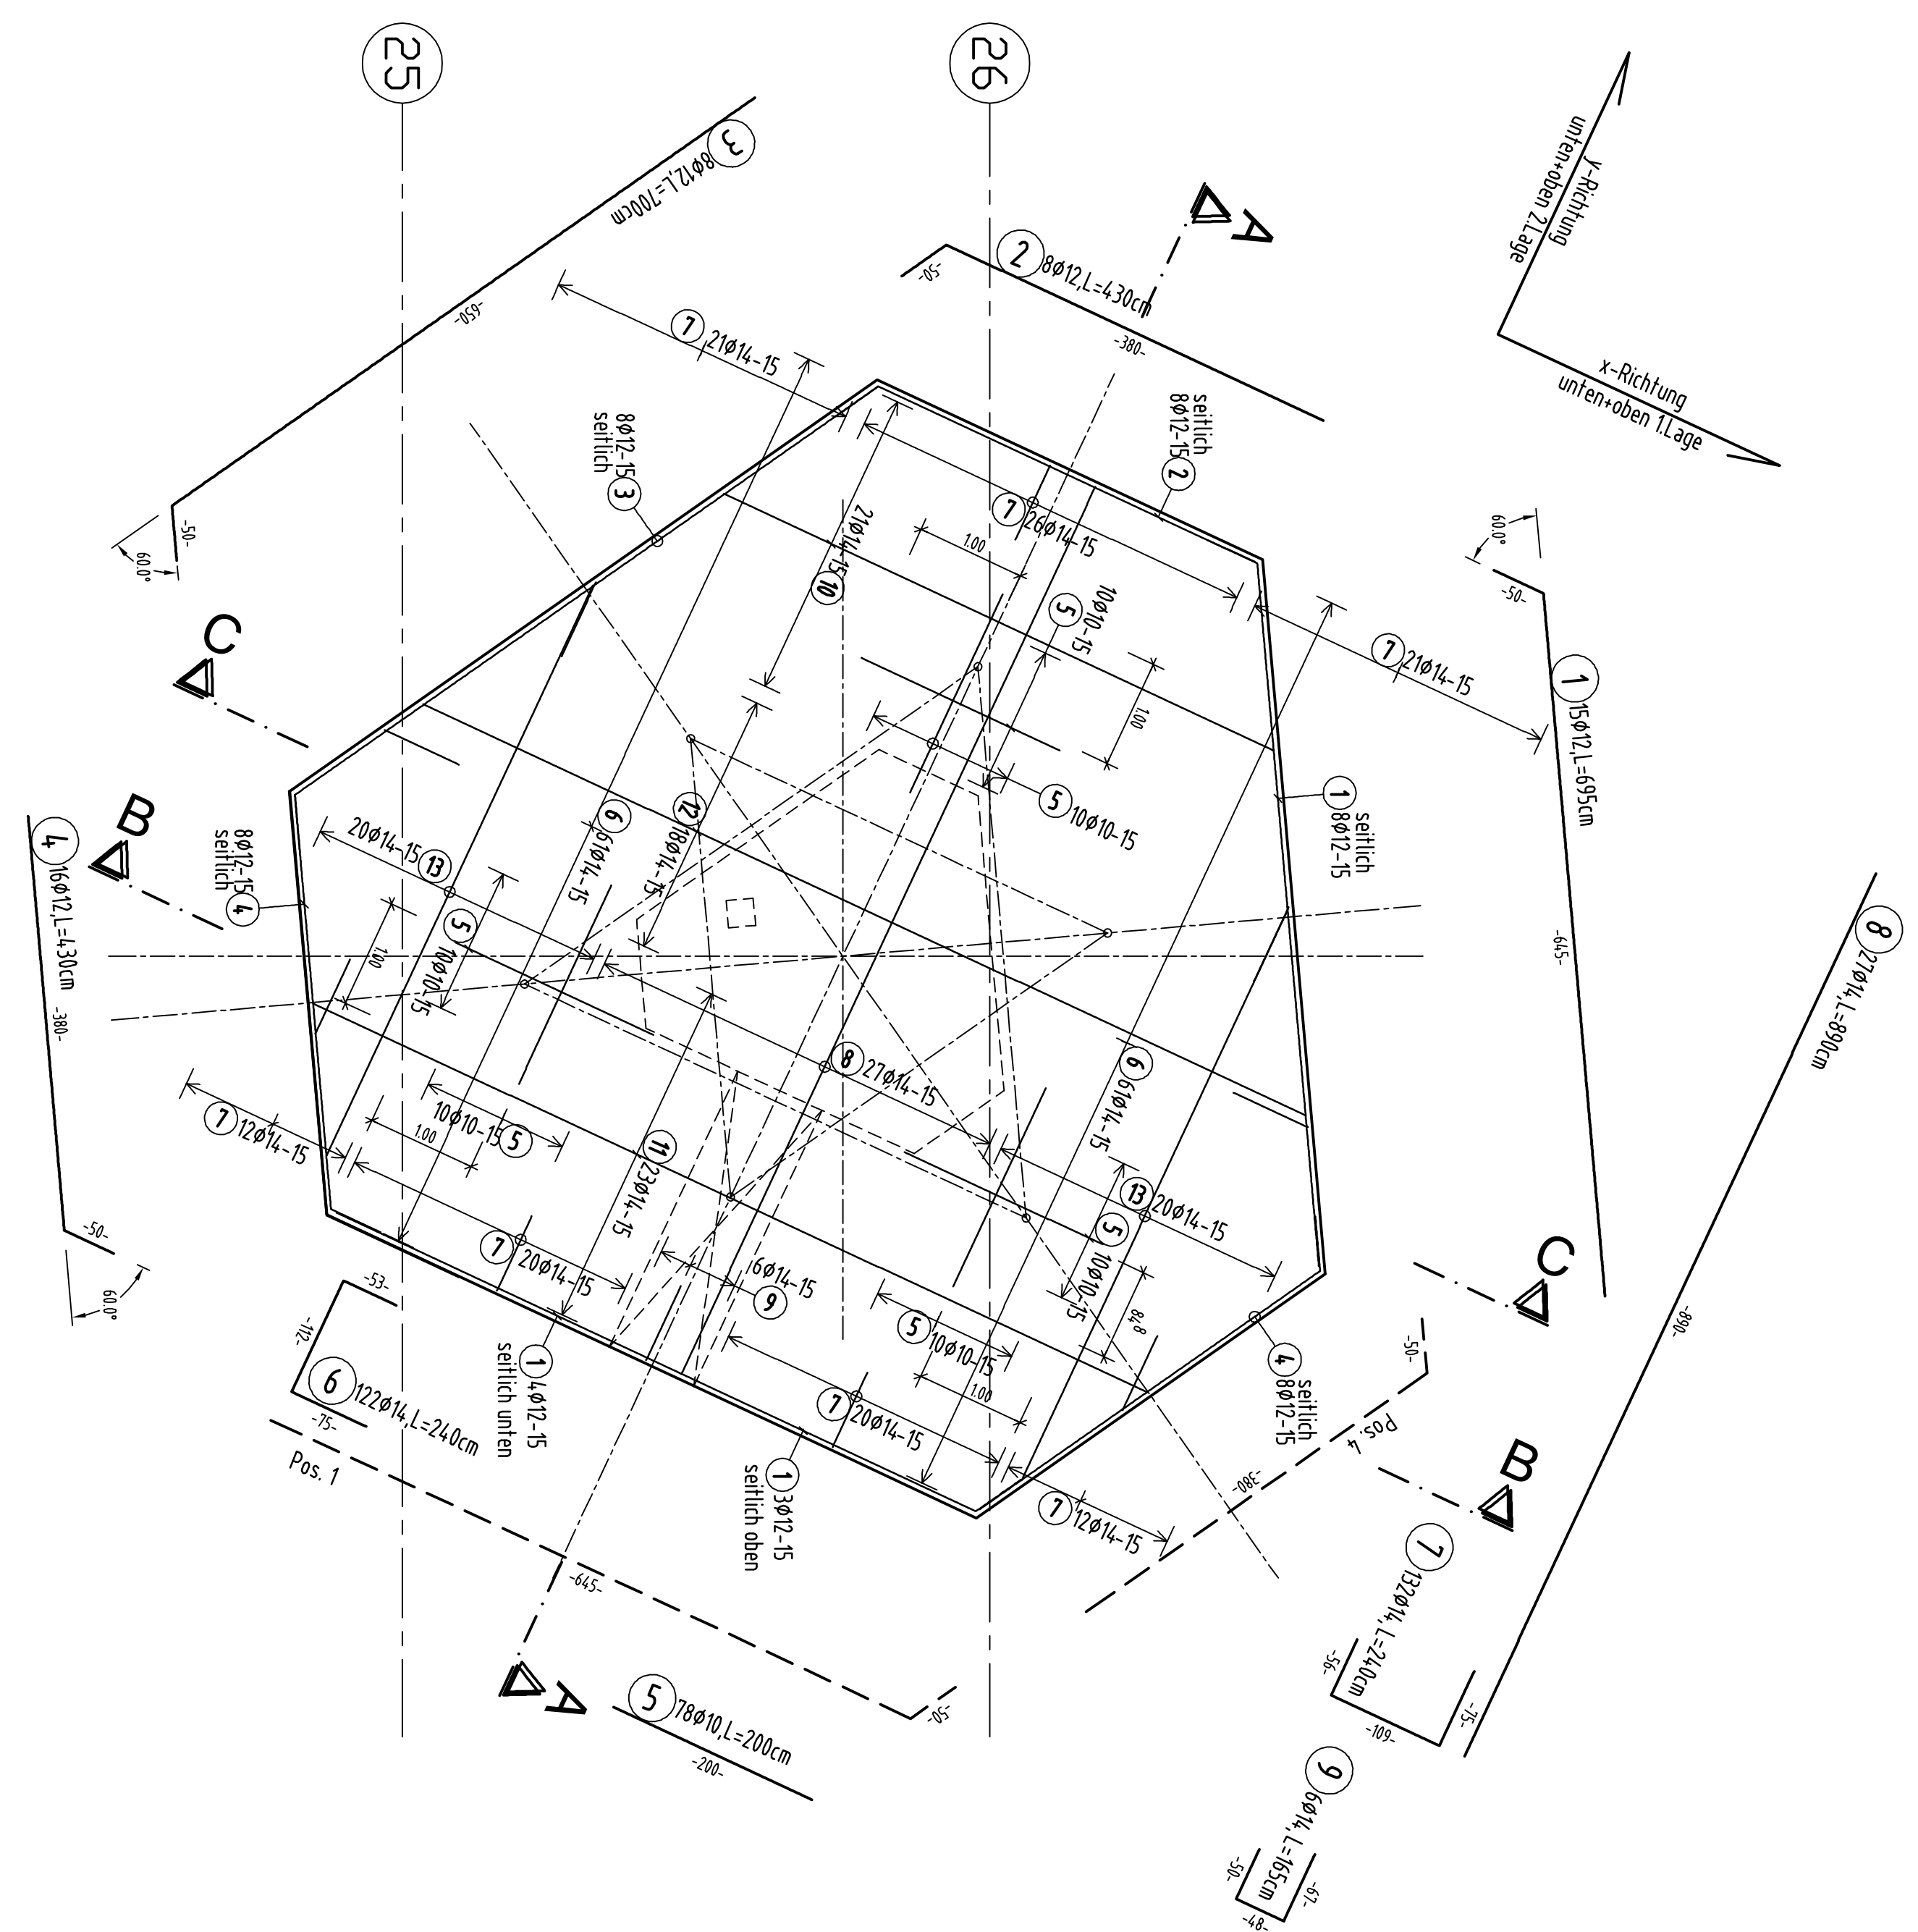 25
26
3
8ø12,L=700cm
-650-
-50-
60.0°
A
2
8ø12,L=430cm
-50-
-380-
y-Richtung
unten+oben 2.Lage
x-Richtung
unten+oben 1.Lage
7
21ø14-15
seitlich
8ø12-15
2
8ø12-15
seitlich
3
7
26ø14-15
1.00
21ø14-15
10
10ø10-15
5
1.00
7
21ø14-15
60.0°
-50-
1
15ø12,L=695cm
-645-
C
B
4
16ø12,L=430cm
-380-
-50-
60.0°
8ø12-15
seitlich
4
20ø14-15
13
6
61ø14-15
12
18ø14-15
5
10ø10-15
1
seitlich
8ø12-15
8
27ø14,L=890cm
-890-
5
10ø10-15
1.00
8
27ø14-15
6
61ø14-15
7
12ø14-15
10ø10-15
5
1.00
11
23ø14-15
13
20ø14-15
5
10ø10-15
84.8
7
20ø14-15
6ø14-15
9
5
10ø10-15
1.00
7
20ø14-15
7
12ø14-15
4
seitlich
8ø12-15
C
-50-
Pos. 4
-380-
B
-53-
-112-
-75-
6
122ø14,L=240cm
Pos. 1
-645-
-50-
1
4ø12-15
seitlich unten
1
3ø12-15
seitlich oben
A
5
78ø10,L=200cm
-200-
7
132ø14,L=240cm
-56-
-109-
-75-
9
6ø14,L=165cm
-50-
-48-
-67-